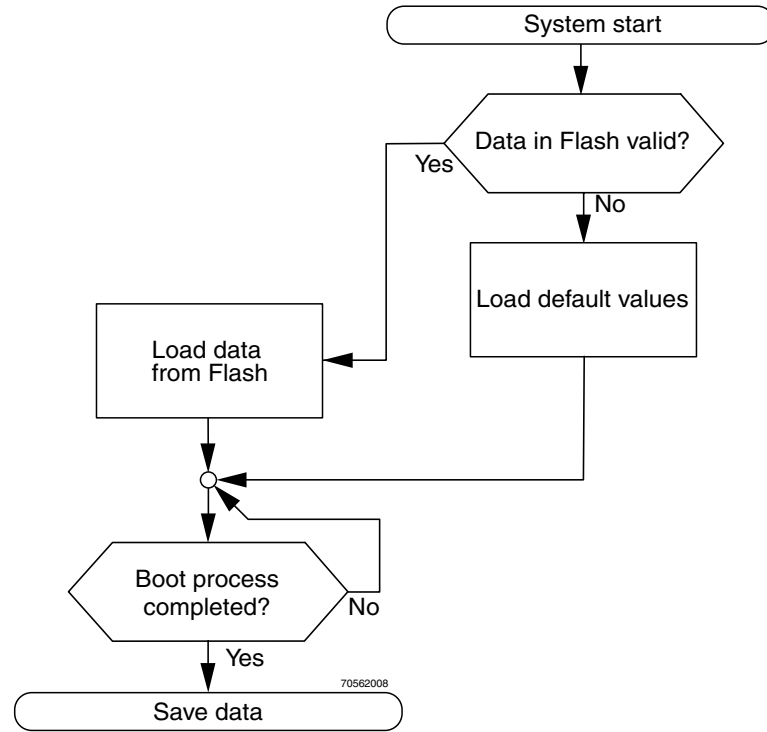 System start
Data in Flash valid?
Yes
No
Load default values
Load data
from Flash
Boot process
completed?
No
Yes
70562008
Save data